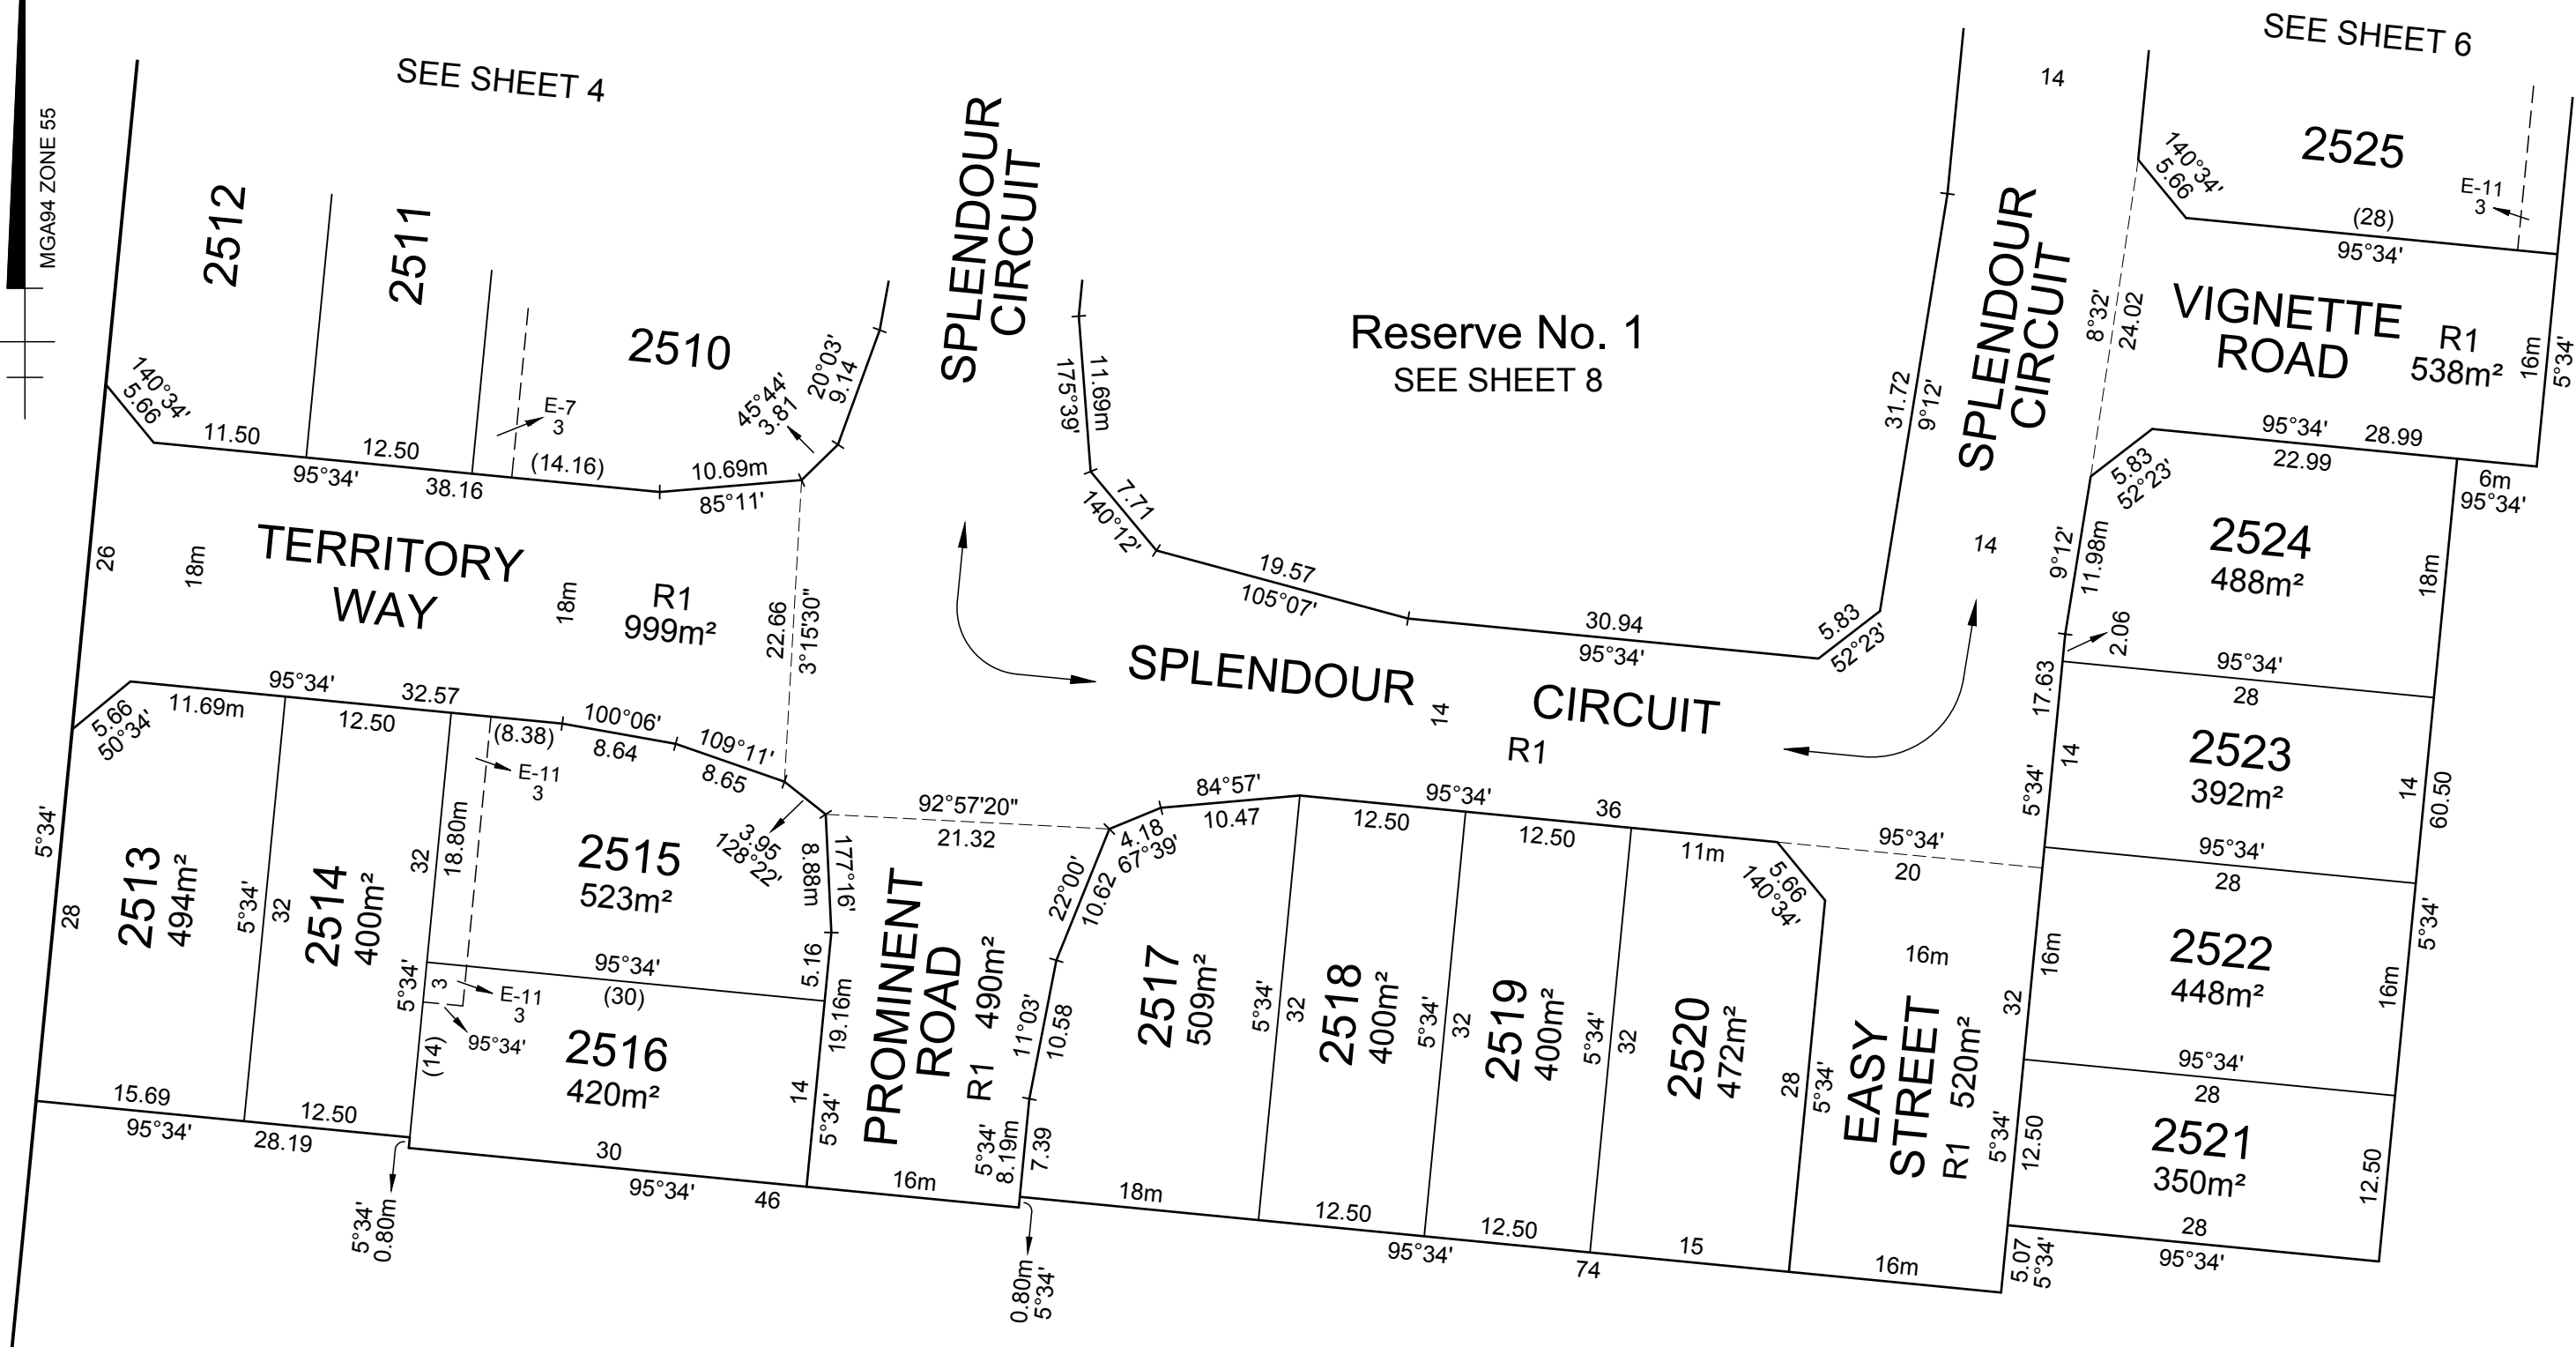 SEE SHEET 4
SEE SHEET 6
MGA94 ZONE 55
2512
2511
2510
140°34'
5.66
11.50
12.50
(14.16)
95°34'
38.16
E-7
3
10.69m
85°11'
45°44'
3.81
20°03'
9.14
SPLENDOUR
CIRCUIT
11.69m
175°39'
7.71
140°12'
19.57
105°07'
30.94
95°34'
5.83
52°23'
Reserve No. 1
SEE SHEET 8
31.72
9°12'
14
SPLENDOUR
CIRCUIT
14
8°32'
24.02
2525
140°34'
5.66
(28)
95°34'
E-11
3
VIGNETTE
ROAD
R1
538m²
16m
5°34'
95°34'
28.99
22.99
6m
95°34'
5.83
52°23'
9°12'
11.98m
2524
488m²
18m
2.06
95°34'
28
17.63
5°34'
14
2523
392m²
14
60.50
95°34'
28
2522
448m²
16m
16m
5°34'
95°34'
28
32
5°34'
12.50
2521
350m²
12.50
28
95°34'
5.07
5°34'
TERRITORY
WAY
26
18m
18m
R1
999m²
22.66
3°15'30"
SPLENDOUR
CIRCUIT
14
R1
5.66
50°34'
95°34'
32.57
11.69m
12.50
(8.38)
100°06'
8.64
109°11'
8.65
3.95
128°22'
E-11
3
5°34'
28
2513
494m²
5°34'
32
2514
400m²
32
18.80m
5°34'
2515
523m²
95°34'
(30)
3
E-11
3
95°34'
(14)
2516
420m²
177°16'
8.88m
5.16
19.16m
14
5°34'
15.69
12.50
95°34'
28.19
5°34'
0.80m
30
95°34'
46
92°57'20"
21.32
PROMINENT
ROAD
R1
490m²
16m
4.18
67°39'
84°57'
10.47
22°00'
10.62
11°03'
10.58
5°34'
8.19m
7.39
0.80m
5°34'
95°34'
36
12.50
12.50
11m
2517
509m²
5°34'
32
2518
400m²
5°34'
32
2519
400m²
5°34'
32
2520
472m²
28
5°34'
5.66
140°34'
95°34'
20
16m
EASY
STREET
R1
520m²
18m
12.50
12.50
15
16m
95°34'
74